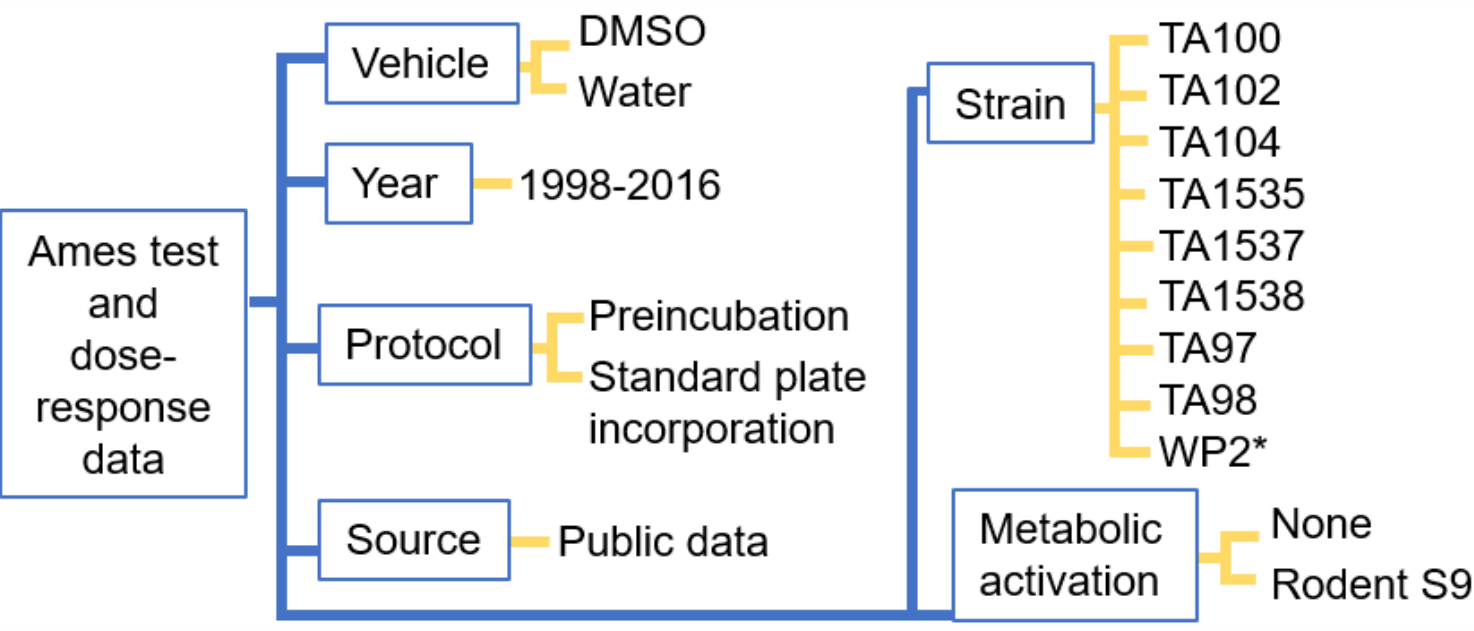 Ames test
and
dose-
response
data
Vehicle
DMSO
Water
Year
1998-2016
Protocol
Preincubation
Standard plate
incorporation
Source
Public data
Strain
TA100
TA102
TA104
TA1535
TA1537
TA1538
TA97
TA98
WP2*
Metabolic
activation
None
Rodent S9